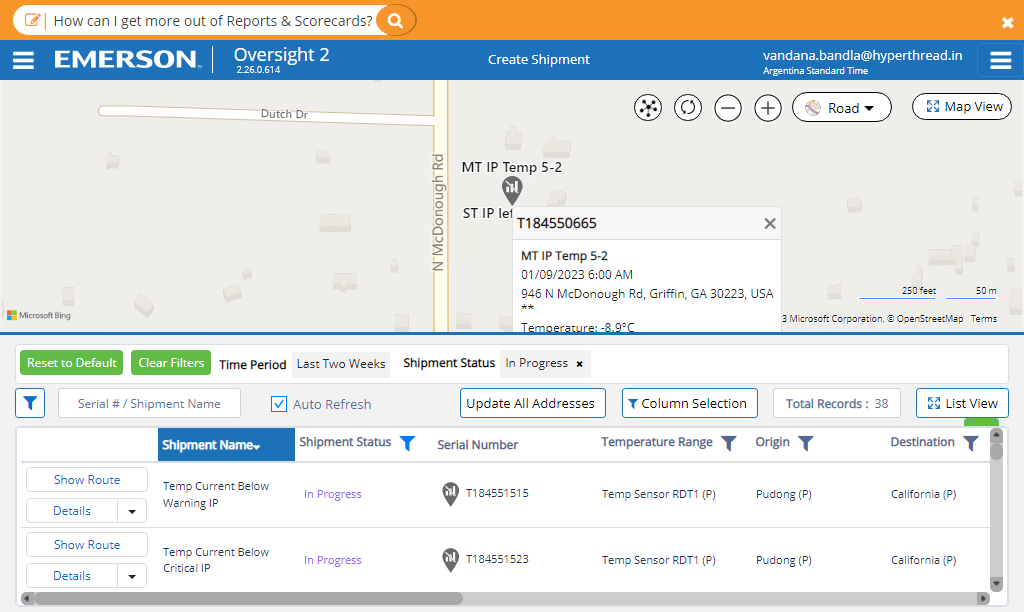 How can I get more out of Reports & Scorecards?
EMERSON
Oversight 2
2.26.0.614
Create Shipment
vandana.bandla@hyperthread.in
Argentina Standard Time
Dutch Dr
Road
Map View
N McDonough Rd
MT IP Temp 5-2
ST IP lef
T184550665
MT IP Temp 5-2
01/09/2023 6:00 AM
946 N McDonough Rd, Griffin, GA 30223, USA
**
Temperature: -8.9°C
250 feet
50 m
Microsoft Bing
3 Microsoft Corporation, © OpenStreetMap Terms
Reset to Default
Clear Filters
Time Period
Last Two Weeks
Shipment Status
In Progress ×
Serial # / Shipment Name
Auto Refresh
Update All Addresses
Column Selection
Total Records : 38
List View
Shipment Name
Shipment Status
Serial Number
Temperature Range
Origin
Destination
Show Route
Details
Temp Current Below
Warning IP
In Progress
T184551515
Temp Sensor RDT1 (P)
Pudong (P)
California (P)
Show Route
Details
Temp Current Below
Critical IP
In Progress
T184551523
Temp Sensor RDT1 (P)
Pudong (P)
California (P)